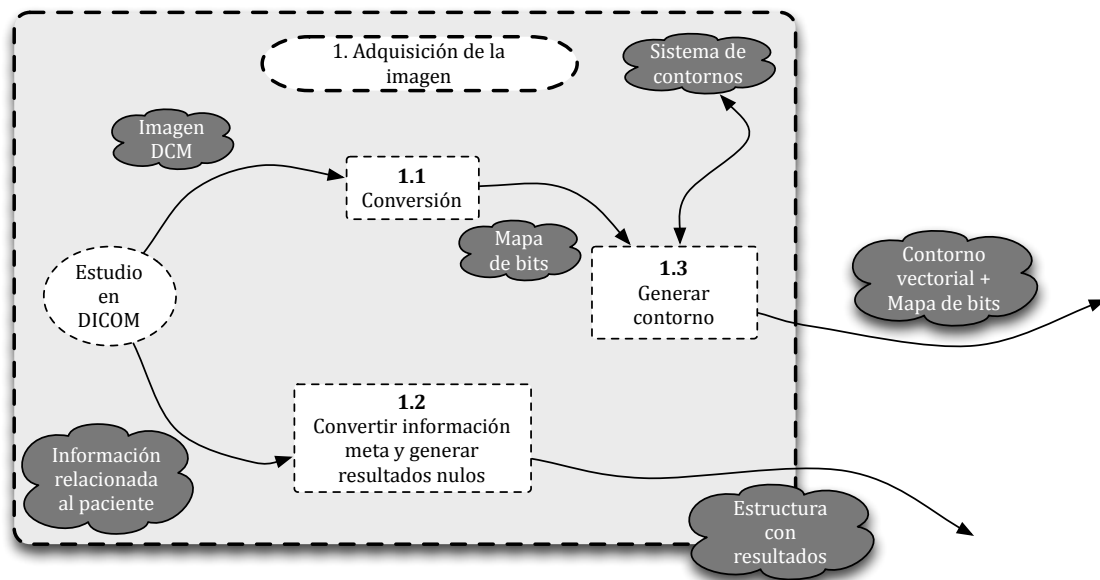 1. Adquisición de la
imagen
Sistema de
contornos
Imagen
DCM
1.1
Conversión
Mapa
de bits
1.3
Generar
contorno
Contorno
vectorial +
Mapa de bits
Estudio
en
DICOM
1.2
Convertir información
meta y generar
resultados nulos
Información
relacionada
al paciente
Estructura
con
resultados